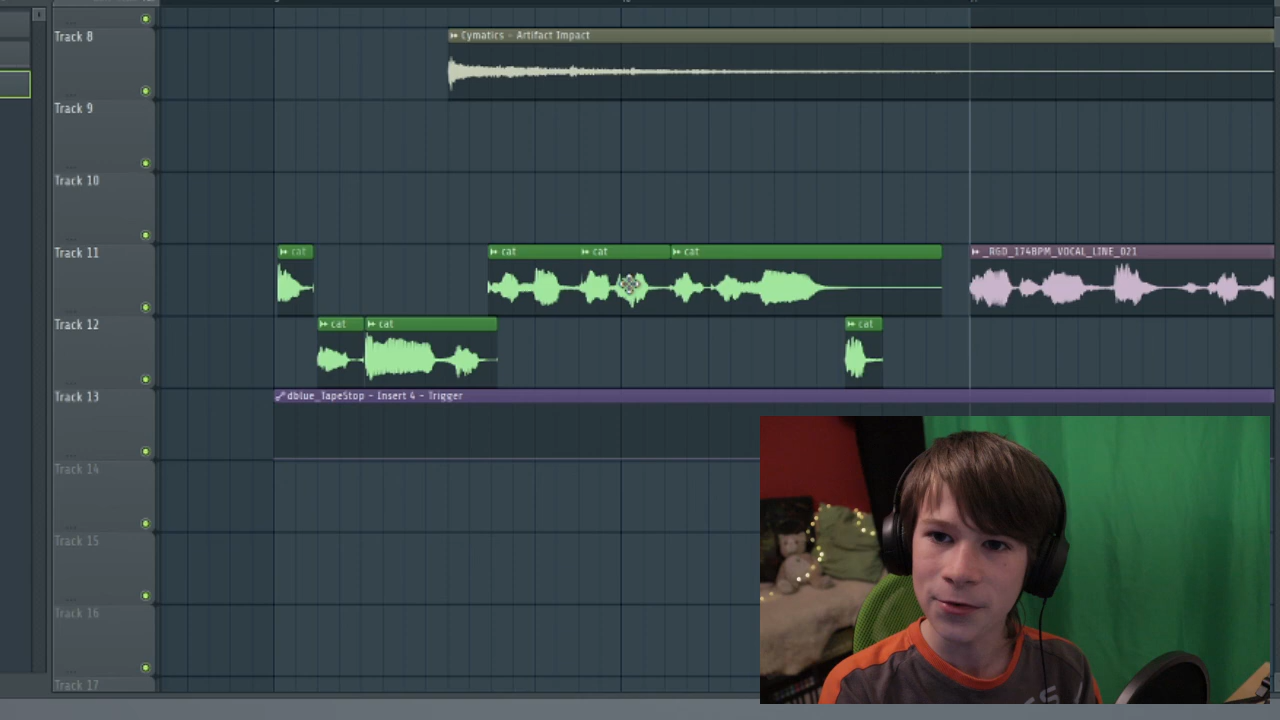 Track 8
Cymatics - Artifact Impact
Track 9
Track 10
Track 11
cat
cat
cat
cat
_RGD_174BPM_VOCAL_LINE_021
Track 12
cat
cat
cat
Track 13
dblue_TapeStop - Insert 4 - Trigger
Track 14
Track 15
Track 16
Track 17